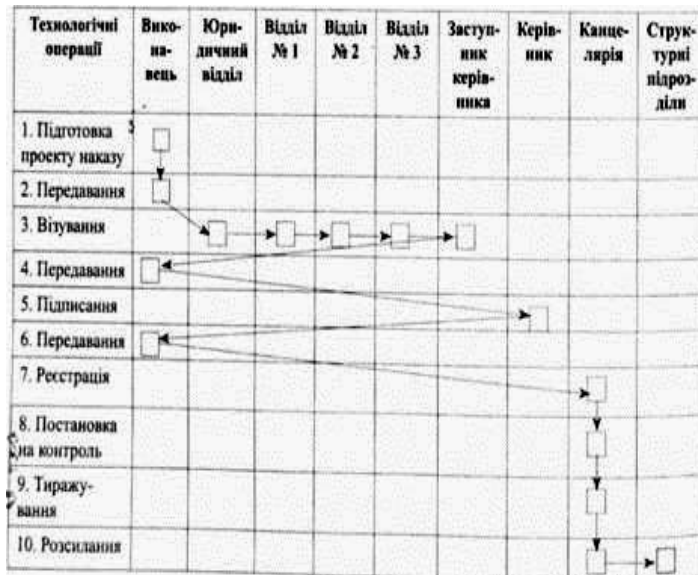 Технологічні операції
Вико-на-вець
Юри-дичний відділ
Відділ № 1
Відділ № 2
Відділ № 3
Заступ-ник керів-ника
Керів-ник
Канце-лярія
Струк-турні підроз-діли
1. Підготовка
проекту наказу
2. Передавання
3. Візування
4. Передавання
5. Підписання
6. Передавання
7. Реєстрація
8. Постановка
на контроль
9. Тиражу-
вання
10. Розсилання